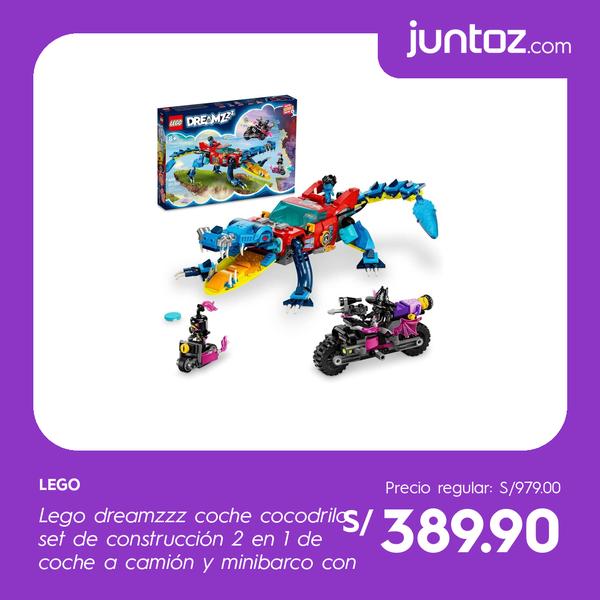 juntoz.com
LEGO DREAMZzz
LEGO
Precio regular: S/979.00
Lego dreamzzz coche cocodrilo
set de construcción 2 en 1 de
coche a camión y minibarco con
S/ 389.90